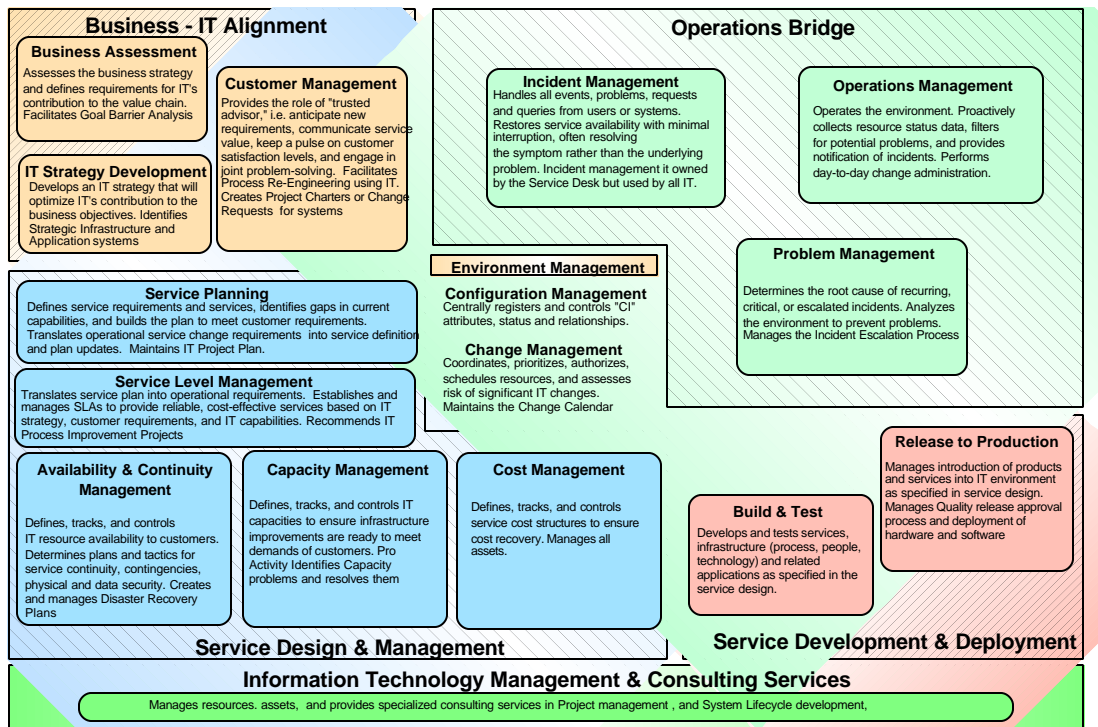 Business - IT Alignment
Business Assessment
Assesses the business strategy
and defines requirements for IT's
contribution to the value chain.
Facilitates Goal Barrier Analysis
Customer Management
Provides the role of "trusted
advisor," i.e. anticipate new
requirements, communicate service
value, keep a pulse on customer
satisfaction levels, and engage in
joint problem-solving. Facilitates
Process Re-Engineering using IT.
Creates Project Charters or Change
Requests for systems
IT Strategy Development
Develops an IT strategy that will
optimize IT's contribution to the
business objectives. Identifies
Strategic Infrastructure and
Application systems
Operations Bridge
Incident Management
Handles all events, problems, requests
and queries from users or systems.
Restores service availability with minimal
interruption, often resolving
the symptom rather than the underlying
problem. Incident management it owned
by the Service Desk but used by all IT.
Operations Management
Operates the environment. Proactively
collects resource status data, filters
for potential problems, and provides
notification of incidents. Performs
day-to-day change administration.
Problem Management
Determines the root cause of recurring,
critical, or escalated incidents. Analyzes
the environment to prevent problems.
Manages the Incident Escalation Process
Environment Management
Configuration Management
Centrally registers and controls "CI"
attributes, status and relationships.
Change Management
Coordinates, prioritizes, authorizes,
schedules resources, and assesses
risk of significant IT changes.
Maintains the Change Calendar
Service Planning
Defines service requirements and services, identifies gaps in current
capabilities, and builds the plan to meet customer requirements.
Translates operational service change requirements into service definition
and plan updates. Maintains IT Project Plan.
Service Level Management
Translates service plan into operational requirements. Establishes and
manages SLAs to provide reliable, cost-effective services based on IT
strategy, customer requirements, and IT capabilities. Recommends IT
Process Improvement Projects
Availability & Continuity
Management
Defines, tracks, and controls
IT resource availability to customers.
Determines plans and tactics for
service continuity, contingencies,
physical and data security. Creates
and manages Disaster Recovery
Plans
Capacity Management
Defines, tracks, and controls IT
capacities to ensure infrastructure
improvements are ready to meet
demands of customers. Pro
Activity Identifies Capacity
problems and resolves them
Cost Management
Defines, tracks, and controls
service cost structures to ensure
cost recovery. Manages all
assets.
Service Design & Management
Build & Test
Develops and tests services,
infrastructure (process, people,
technology) and related
applications as specified in the
service design.
Release to Production
Manages introduction of products
and services into IT environment
as specified in service design.
Manages Quality release approval
process and deployment of
hardware and software
Service Development & Deployment
Information Technology Management & Consulting Services
Manages resources. assets, and provides specialized consulting services in Project management , and System Lifecycle development,